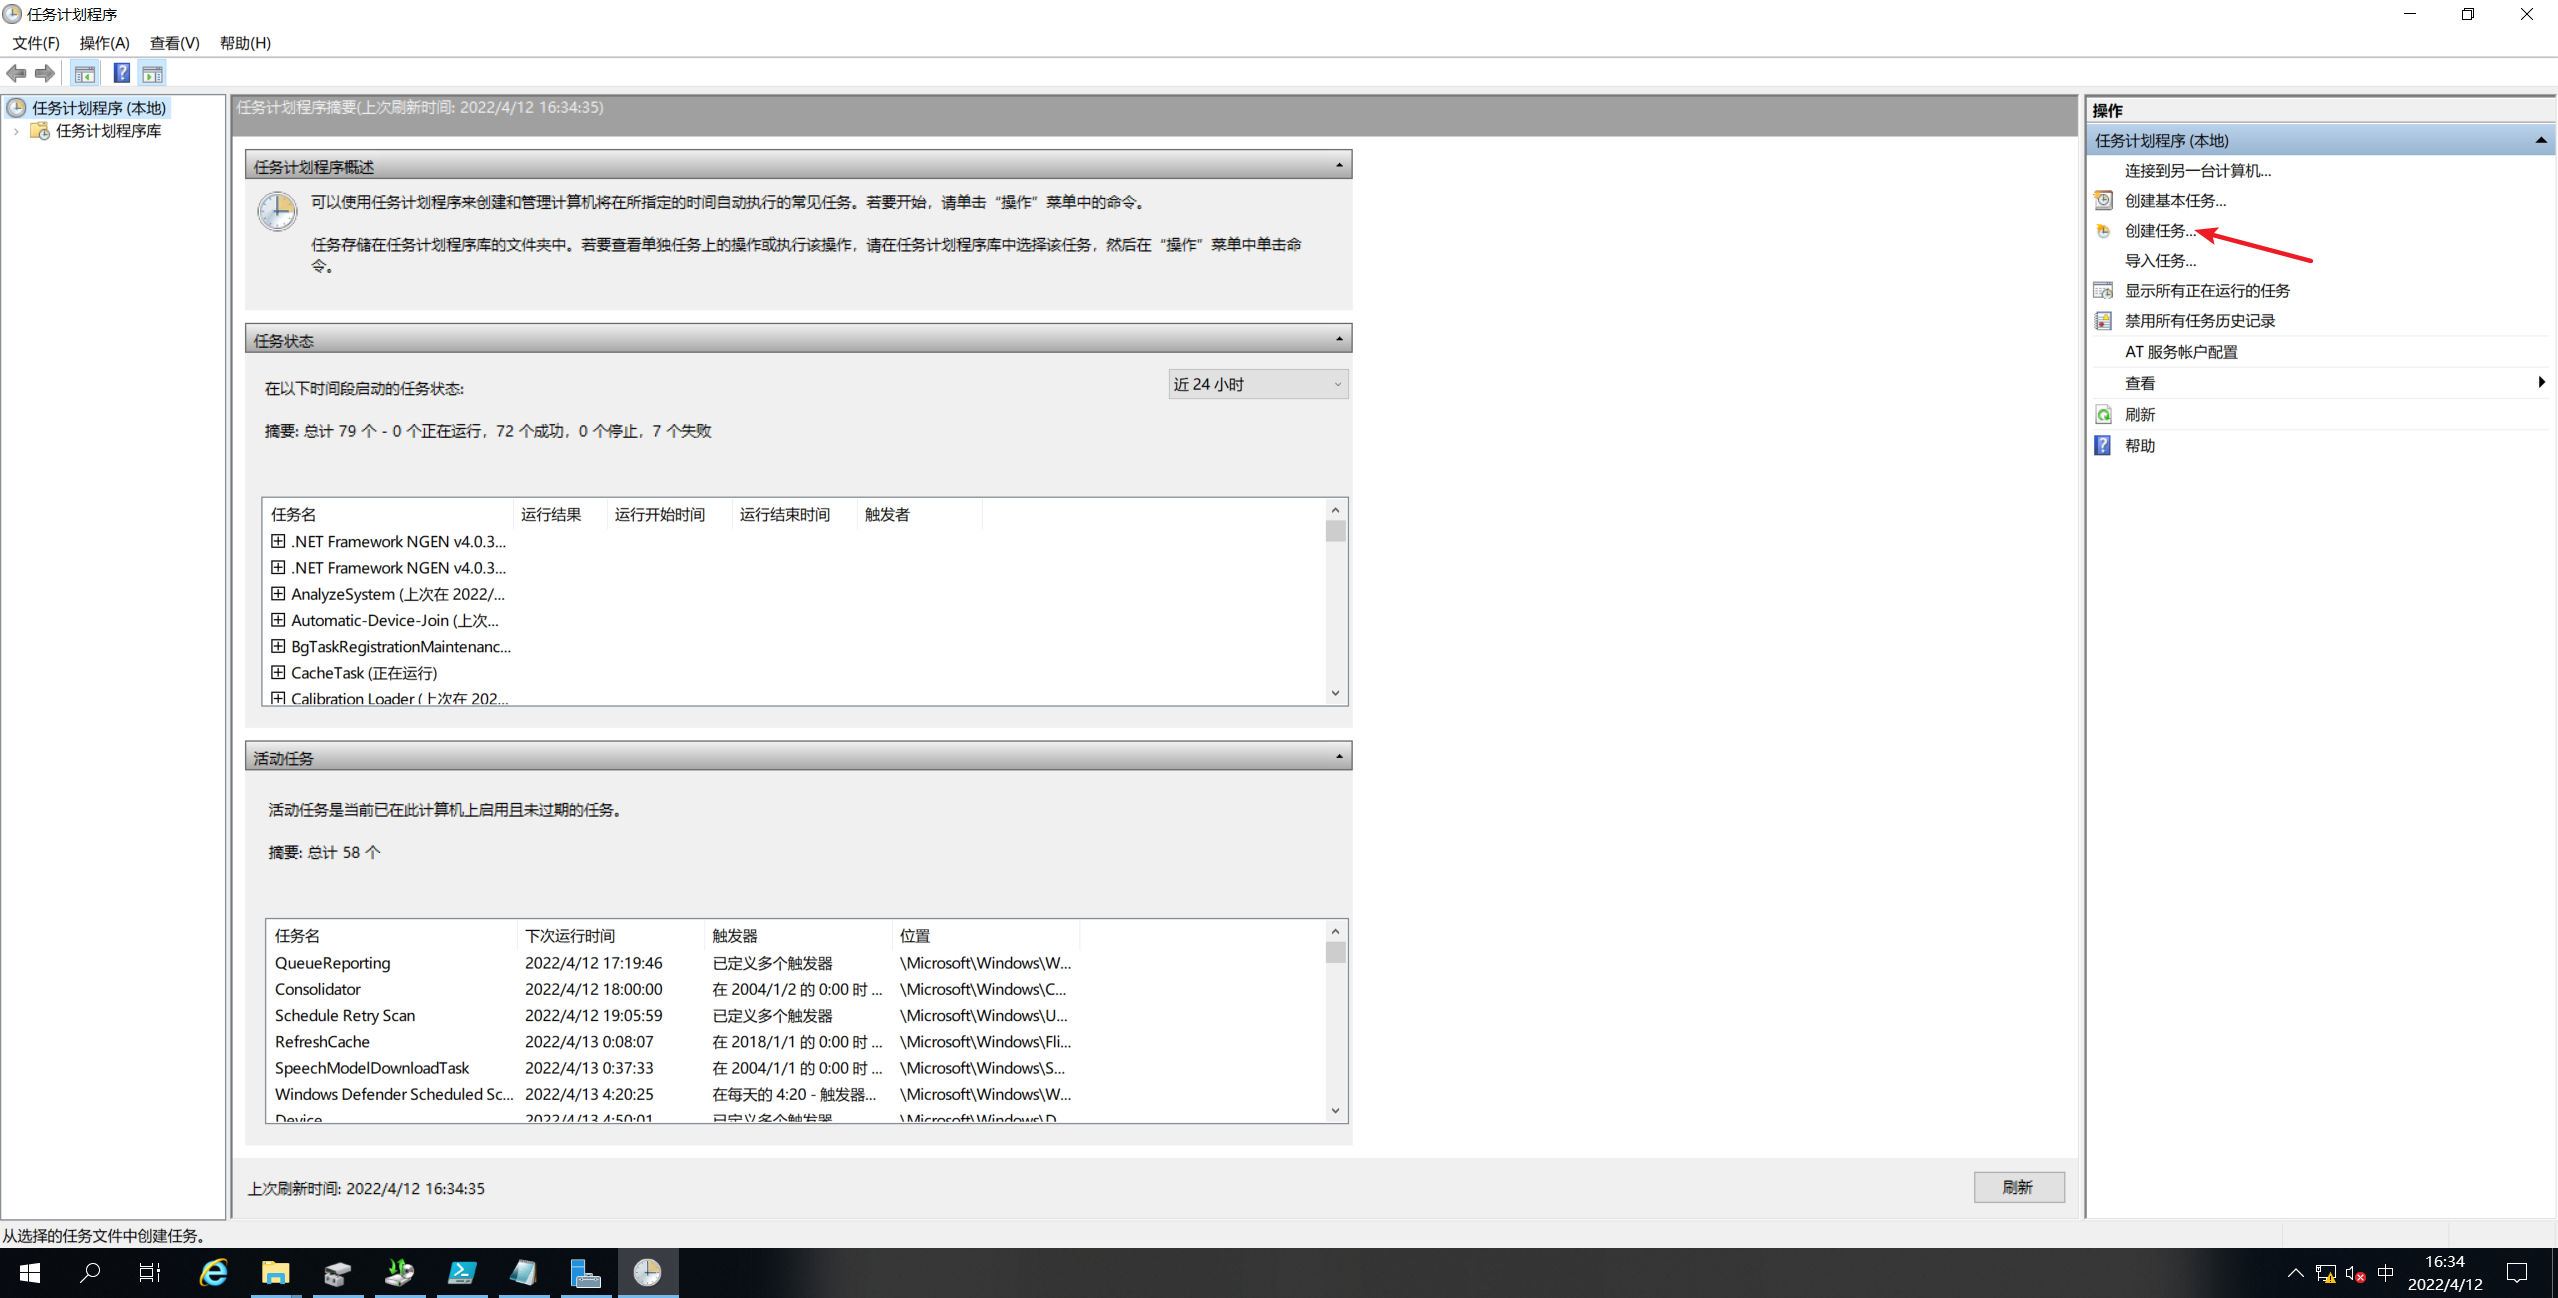 任务计划程序
文件(F) 操作(A) 查看(V) 帮助(H)
任务计划程序 (本地)
任务计划程序库
任务计划程序摘要(上次刷新时间: 2022/4/12 16:34:35)
任务计划程序概述
可以使用任务计划程序来创建和管理计算机将在所指定的时间自动执行的常见任务。若要开始，请单击“操作”菜单中的命令。
任务存储在任务计划程序库的文件夹中。若要查看单独任务上的操作或执行该操作，请在任务计划程序库中选择该任务，然后在“操作”菜单中单击命
令。
任务状态
在以下时间段启动的任务状态:
近 24 小时
摘要: 总计 79 个 - 0 个正在运行，72 个成功，0 个停止，7 个失败
任务名 运行结果 运行开始时间 运行结束时间 触发者
.NET Framework NGEN v4.0.3...
.NET Framework NGEN v4.0.3...
AnalyzeSystem (上次在 2022/...
Automatic-Device-Join (上次...
BgTaskRegistrationMaintenanc...
CacheTask (正在运行)
Calibration Loader (上次在 202...
活动任务
活动任务是当前已在此计算机上启用且未过期的任务。
摘要: 总计 58 个
任务名 下次运行时间 触发器 位置
QueueReporting 2022/4/12 17:19:46 已定义多个触发器 \Microsoft\Windows\W...
Consolidator 2022/4/12 18:00:00 在 2004/1/2 的 0:00 时 ... \Microsoft\Windows\C...
Schedule Retry Scan 2022/4/12 19:05:59 已定义多个触发器 \Microsoft\Windows\U...
RefreshCache 2022/4/13 0:08:07 在 2018/1/1 的 0:00 时 ... \Microsoft\Windows\Fli...
SpeechModelDownloadTask 2022/4/13 0:37:33 在 2004/1/1 的 0:00 时 ... \Microsoft\Windows\S...
Windows Defender Scheduled Sc... 2022/4/13 4:20:25 在每天的 4:20 - 触发器... \Microsoft\Windows\W...
Device 2022/4/13 4:50:01 已定义多个触发器 \Microsoft\Windows\D...
上次刷新时间: 2022/4/12 16:34:35
刷新
操作
任务计划程序 (本地)
连接到另一台计算机...
创建基本任务...
创建任务...
导入任务...
显示所有正在运行的任务
禁用所有任务历史记录
AT 服务帐户配置
查看
刷新
帮助
从选择的任务文件中创建任务。
中
16:34
2022/4/12